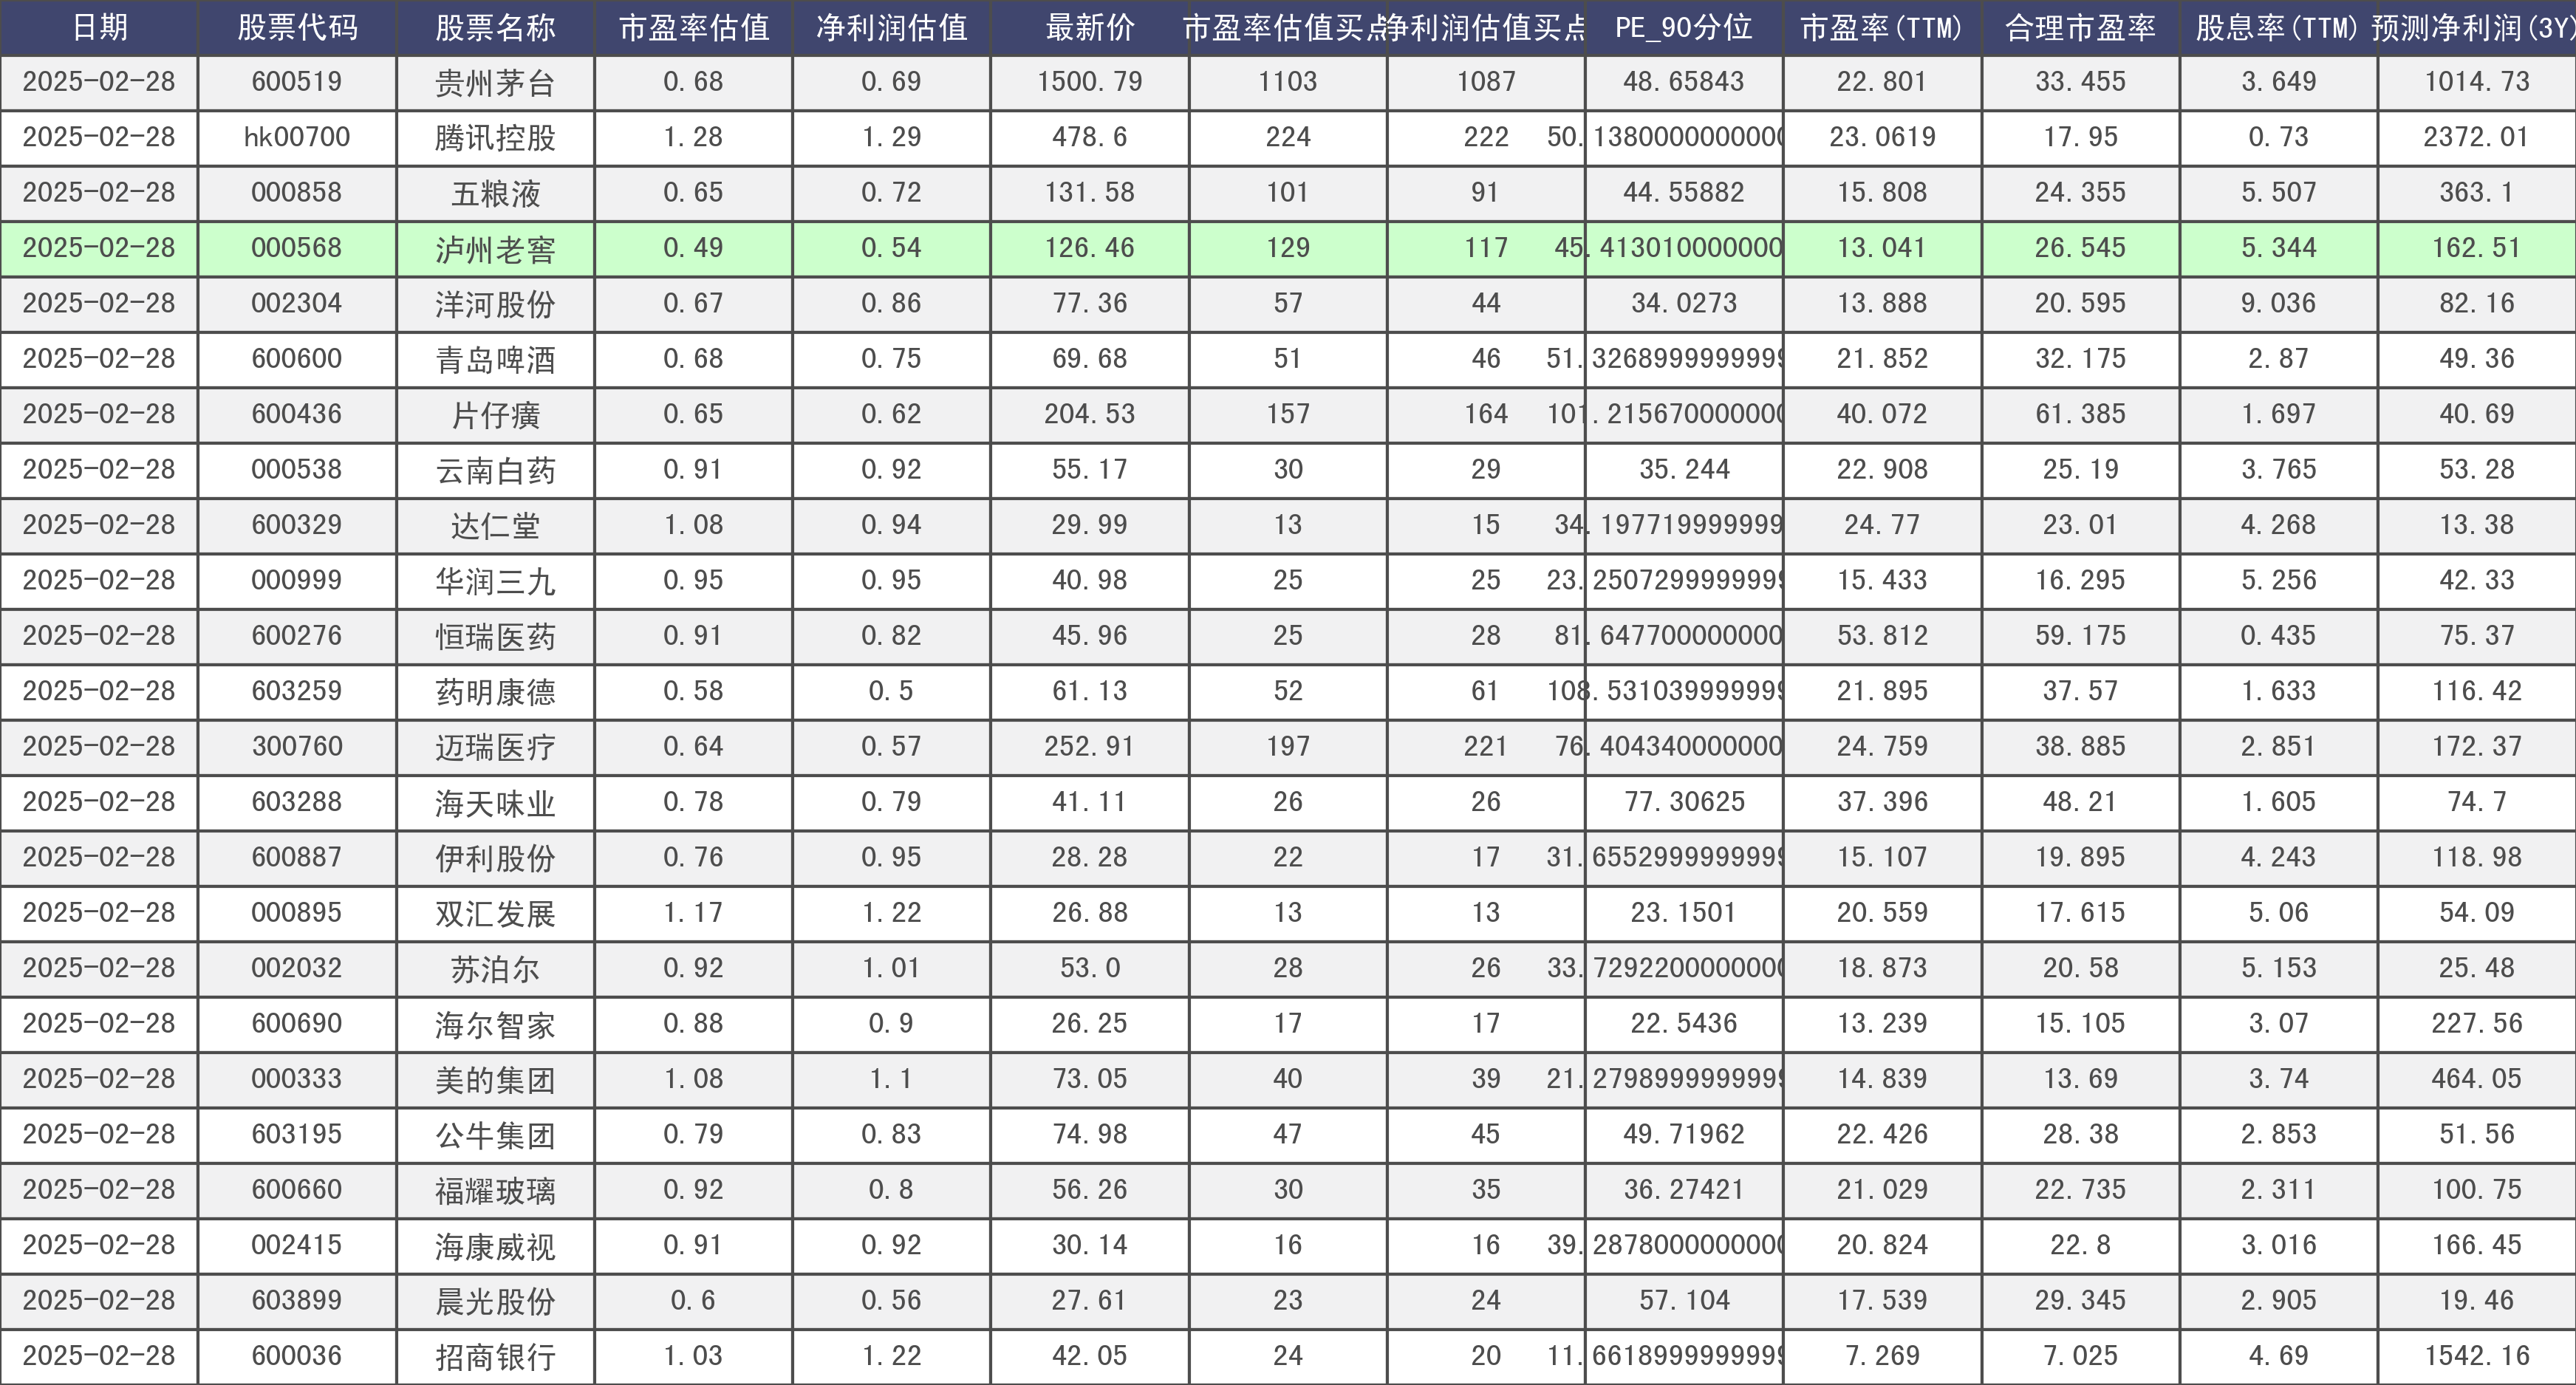 日期 股票代码 股票名称 市盈率估值 净利润估值 最新价 市盈率估值买点 净利润估值买点 PE_90分位 市盈率(TTM) 合理市盈率 股息率(TTM) 预测净利润(3Y)
2025-02-28 600519 贵州茅台 0.68 0.69 1500.79 1103 1087 48.65843 22.801 33.455 3.649 1014.73
2025-02-28 hk00700 腾讯控股 1.28 1.29 478.6 224 222 50.1380000000000 23.0619 17.95 0.73 2372.01
2025-02-28 000858 五粮液 0.65 0.72 131.58 101 91 44.55882 15.808 24.355 5.507 363.1
2025-02-28 000568 泸州老窖 0.49 0.54 126.46 129 117 45.413010000000 13.041 26.545 5.344 162.51
2025-02-28 002304 洋河股份 0.67 0.86 77.36 57 44 34.0273 13.888 20.595 9.036 82.16
2025-02-28 600600 青岛啤酒 0.68 0.75 69.68 51 46 51.3268999999999 21.852 32.175 2.87 49.36
2025-02-28 600436 片仔癀 0.65 0.62 204.53 157 164 101.215670000000 40.072 61.385 1.697 40.69
2025-02-28 000538 云南白药 0.91 0.92 55.17 30 29 35.244 22.908 25.19 3.765 53.28
2025-02-28 600329 达仁堂 1.08 0.94 29.99 13 15 34.197719999999 24.77 23.01 4.268 13.38
2025-02-28 000999 华润三九 0.95 0.95 40.98 25 25 23.2507299999999 15.433 16.295 5.256 42.33
2025-02-28 600276 恒瑞医药 0.91 0.82 45.96 25 28 81.647700000000 53.812 59.175 0.435 75.37
2025-02-28 603259 药明康德 0.58 0.5 61.13 52 61 108.531039999999 21.895 37.57 1.633 116.42
2025-02-28 300760 迈瑞医疗 0.64 0.57 252.91 197 221 76.404340000000 24.759 38.885 2.851 172.37
2025-02-28 603288 海天味业 0.78 0.79 41.11 26 26 77.30625 37.396 48.21 1.605 74.7
2025-02-28 600887 伊利股份 0.76 0.95 28.28 22 17 31.6552999999999 15.107 19.895 4.243 118.98
2025-02-28 000895 双汇发展 1.17 1.22 26.88 13 13 23.1501 20.559 17.615 5.06 54.09
2025-02-28 002032 苏泊尔 0.92 1.01 53.0 28 26 33.7292200000000 18.873 20.58 5.153 25.48
2025-02-28 600690 海尔智家 0.88 0.9 26.25 17 17 22.5436 13.239 15.105 3.07 227.56
2025-02-28 000333 美的集团 1.08 1.1 73.05 40 39 21.2798999999999 14.839 13.69 3.74 464.05
2025-02-28 603195 公牛集团 0.79 0.83 74.98 47 45 49.71962 22.426 28.38 2.853 51.56
2025-02-28 600660 福耀玻璃 0.92 0.8 56.26 30 35 36.27421 21.029 22.735 2.311 100.75
2025-02-28 002415 海康威视 0.91 0.92 30.14 16 16 39.2878000000000 20.824 22.8 3.016 166.45
2025-02-28 603899 晨光股份 0.6 0.56 27.61 23 24 57.104 17.539 29.345 2.905 19.46
2025-02-28 600036 招商银行 1.03 1.22 42.05 24 20 11.6618999999999 7.269 7.025 4.69 1542.16